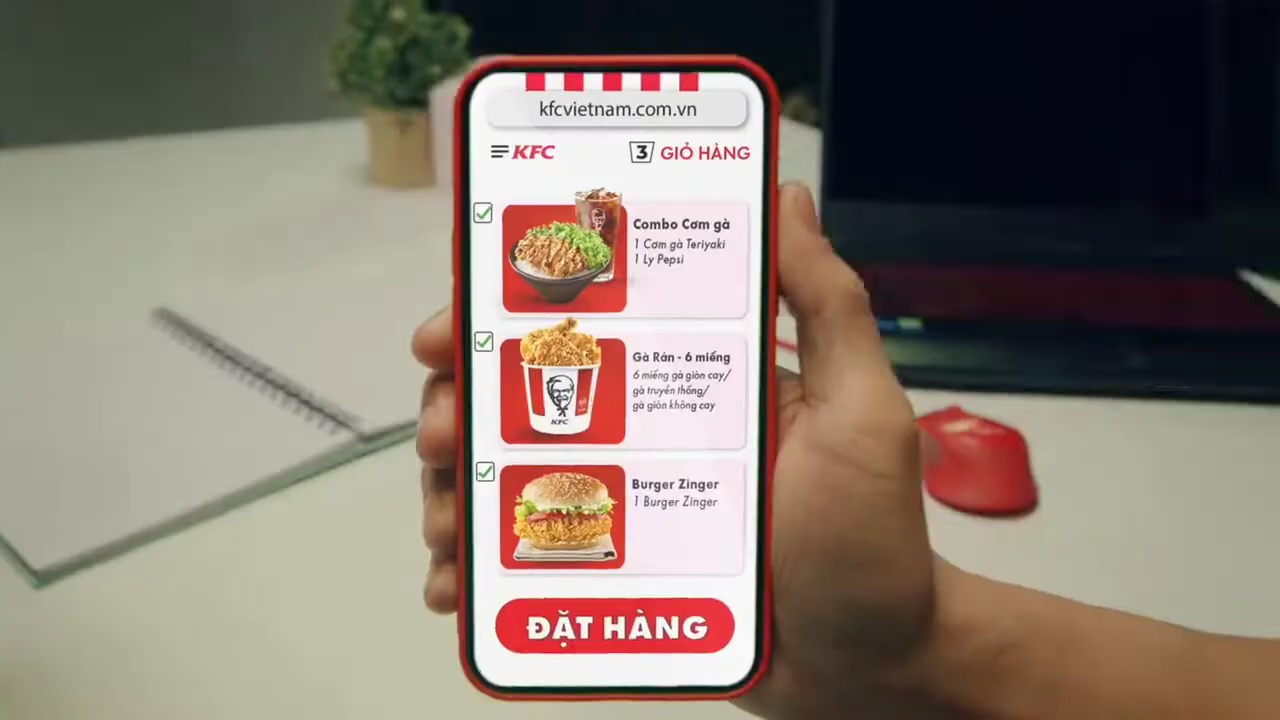 kfcvietnam.com.vn
KFC
3 GIỎ HÀNG
Combo Cơm gà
1 Cơm gà Teriyaki
1 Ly Pepsi
Gà Rán - 6 miếng
6 miếng gà giòn cay/
gà truyền thống/
gà giòn không cay
KFC
Burger Zinger
1 Burger Zinger
ĐẶT HÀNG